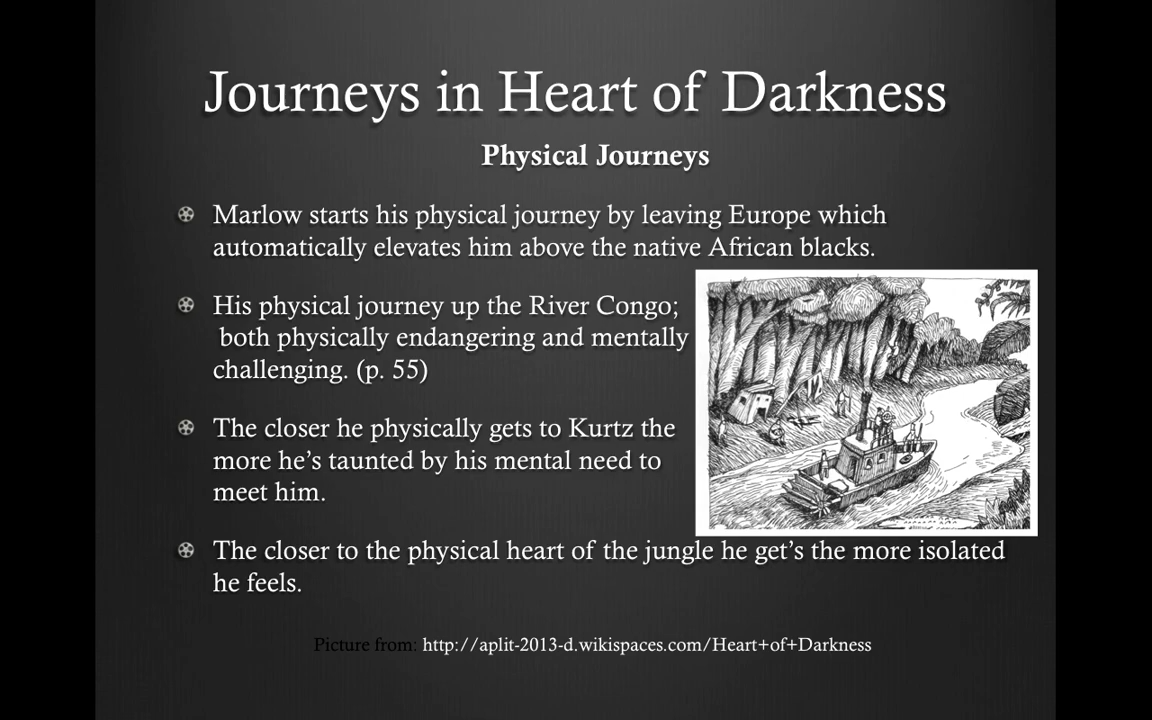 Journeys in Heart of Darkness
Physical Journeys
Marlow starts his physical journey by leaving Europe which
automatically elevates him above the native African blacks.
His physical journey up the River Congo;
both physically endangering and mentally
challenging. (p. 55)
The closer he physically gets to Kurtz the
more he’s taunted by his mental need to
meet him.
The closer to the physical heart of the jungle he get’s the more isolated
he feels.
Picture from: http://aplit-2013-d.wikispaces.com/Heart+of+Darkness